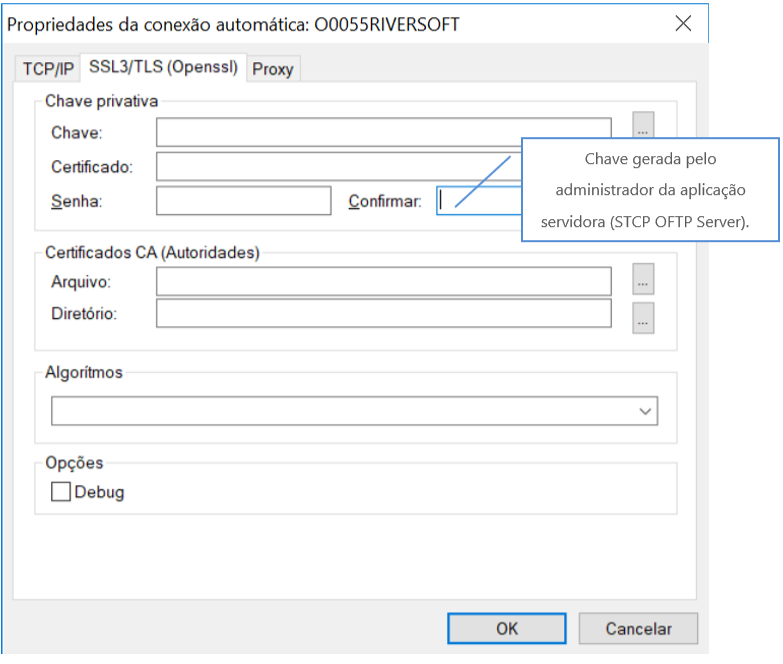 Propriedades da conexão automática: O0055RIVERSOFT
TCP/IP SSL3/TLS (Openssl) Proxy
Chave privativa
Chave:
...
Certificado:
Senha:
Confirmar:
Chave gerada pelo
administrador da aplicação
servidora (STCP OFTP Server).
Certificados CA (Autoridades)
Arquivo:
...
Diretório:
...
Algorítmos
Opções
Debug
OK Cancelar